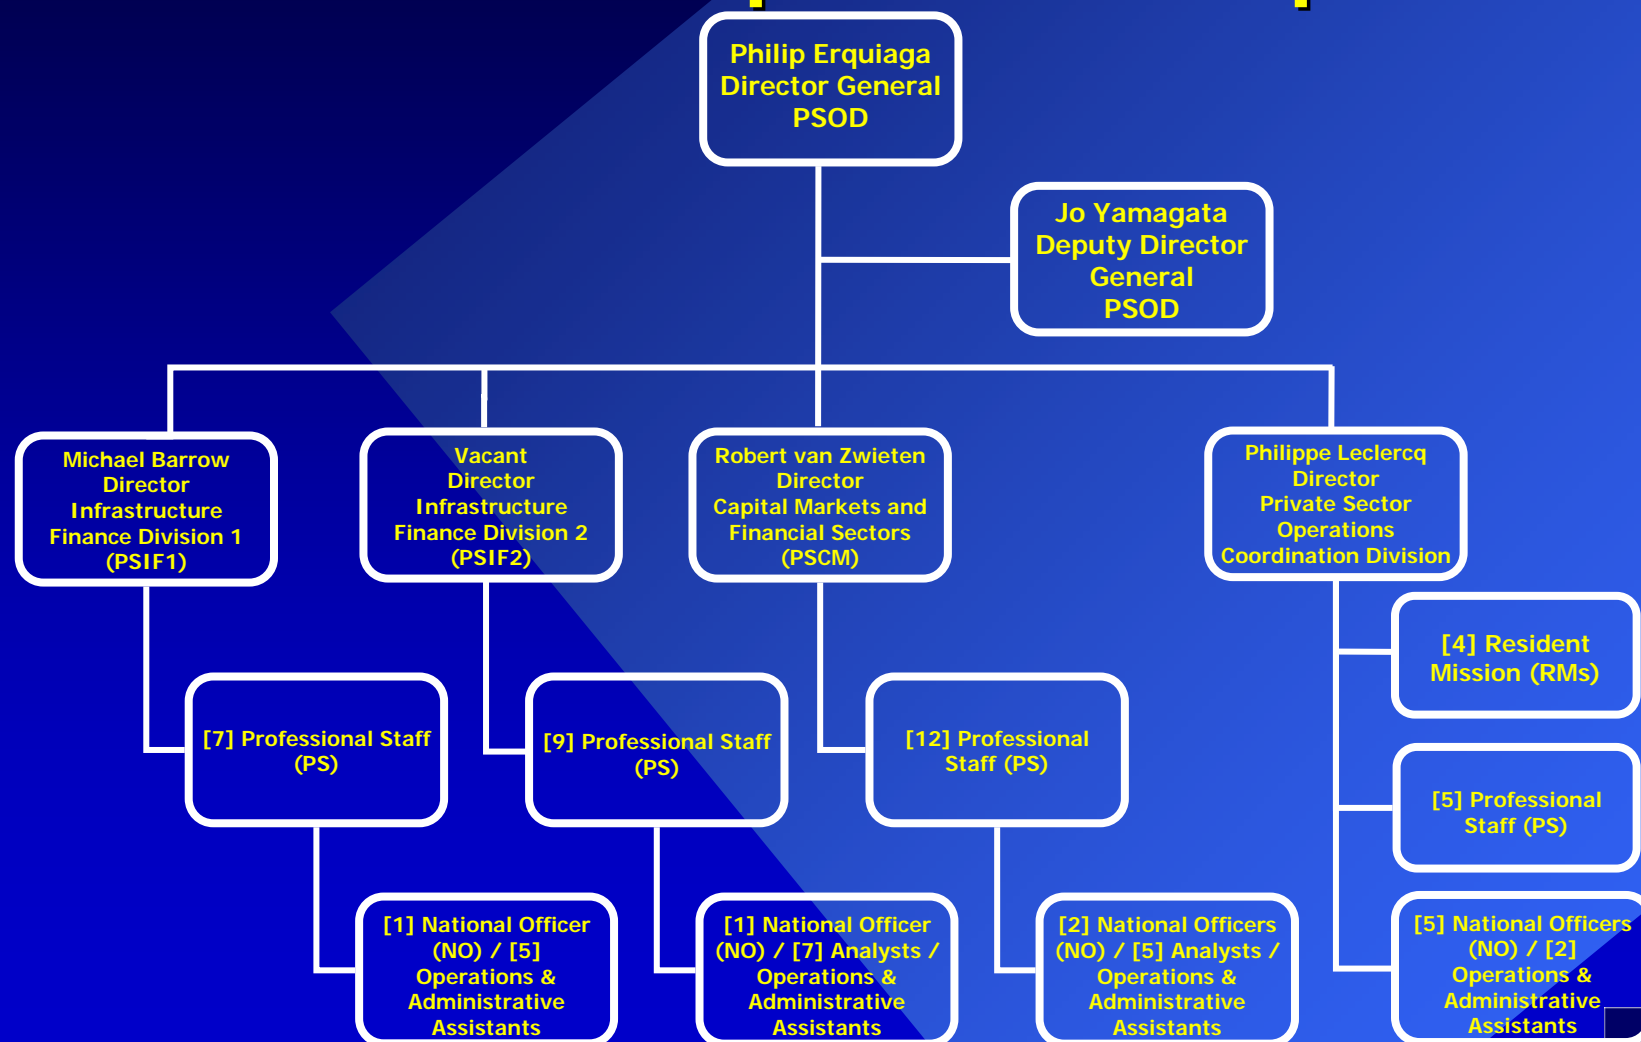 Philip Erquiaga
Director General
PSOD
Jo Yamagata
Deputy Director
General
PSOD
Michael Barrow
Director
Infrastructure
Finance Division 1
(PSIF1)
Vacant
Director
Infrastructure
Finance Division 2
(PSIF2)
Robert van Zwieten
Director
Capital Markets and
Financial Sectors
(PSCM)
Philippe Leclercq
Director
Private Sector
Operations
Coordination Division
[4] Resident
Mission (RMs)
[7] Professional Staff
(PS)
[9] Professional Staff
(PS)
[12] Professional
Staff (PS)
[5] Professional
Staff (PS)
[1] National Officer
(NO) / [5]
Operations &
Administrative
Assistants
[1] National Officer
(NO) / [7] Analysts /
Operations &
Administrative
Assistants
[2] National Officers
(NO) / [5] Analysts /
Operations &
Administrative
Assistants
[5] National Officers
(NO) / [2]
Operations &
Administrative
Assistants